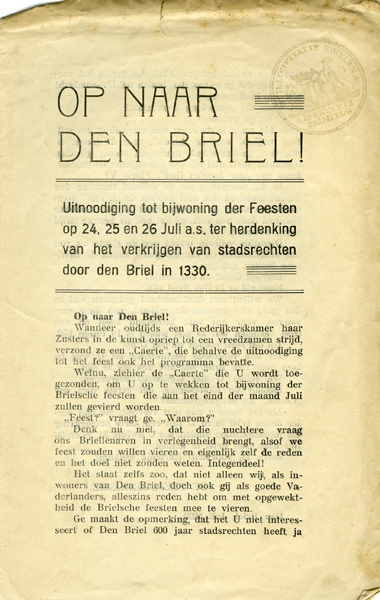 OP NAAR
DEN BRIEL!
Uitnoodiging tot bijwoning der Feesten
op 24, 25 en 26 Juli a.s. ter herdenking
van het verkrijgen van stadsrechten
door den Briel in 1330.
Op naar Den Briel!
Wanneer oudtijds een Rederijkerskamer haar
Zusters in de kunst opriep tot een vreedzamen strijd,
verzond ze een „Caerte", die behalve de uitnoodiging
tot het feest ook het programma bevatte.
Welnu, ziehier de „Caerte" die U wordt toe-
gezonden, om U op te wekken tot bijwoning der
Brielsche feesten die aan het eind der maand Juli
zullen gevierd worden.
„Feest?" vraagt ge. „Waarom?"
Denk nu niet, dat die nuchtere vraag
ons Briellenaren in verlegenheid brengt, alsof we
feest zouden willen vieren en eigenlijk zelf de reden
en het doel niet zonden weten. Integendeel!
Het staat zelfs zoo, dat niet alleen wij, als in-
woners van Den Briel, doch ook gij als goede Va-
derlanders, alleszins reden hebt om met opgewekt-
heid de Brielsche feesten mee te vieren.
Ge maakt de opmerking, dat het U niet interes-
seert of Den Briel 600 jaar stadsrechten heeft ja